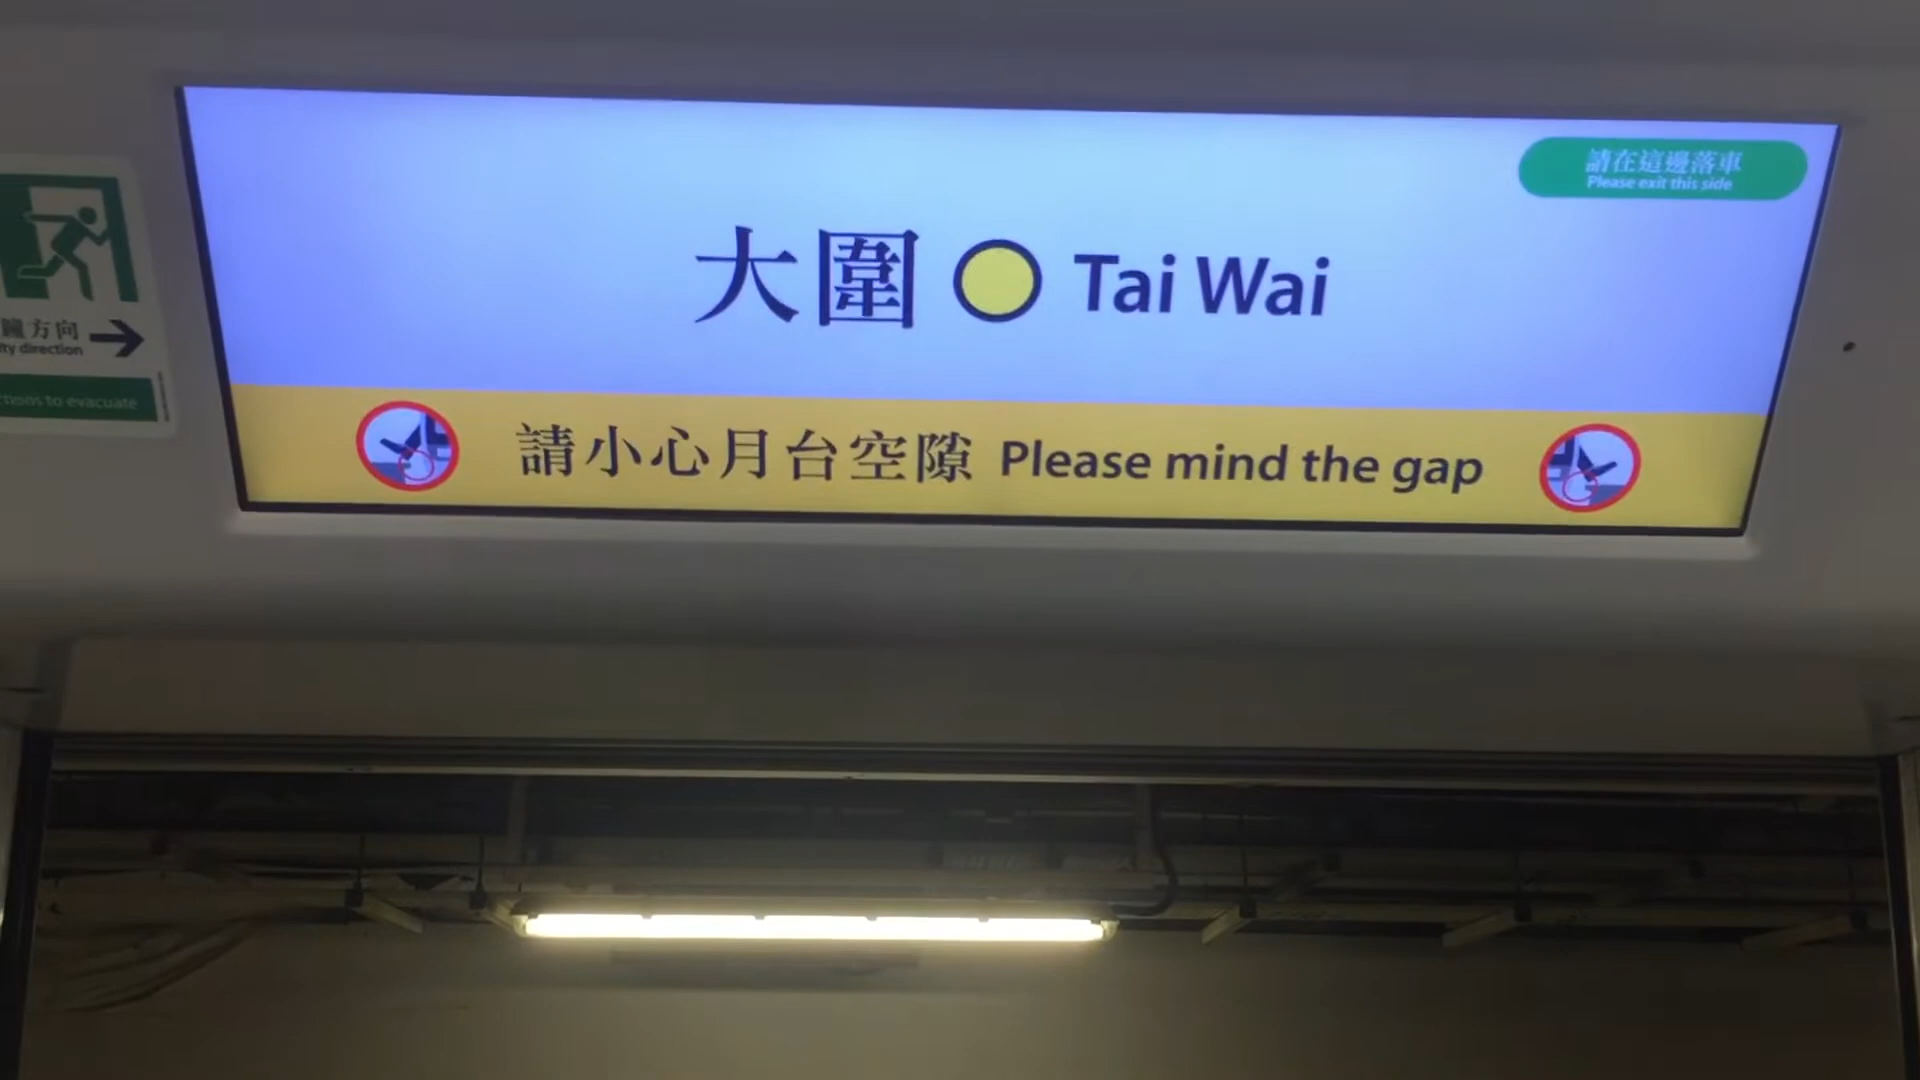 請在這邊落車
Please exit this side
大圍 Tai Wai
方向
direction
to evacuate
請小心月台空隙 Please mind the gap